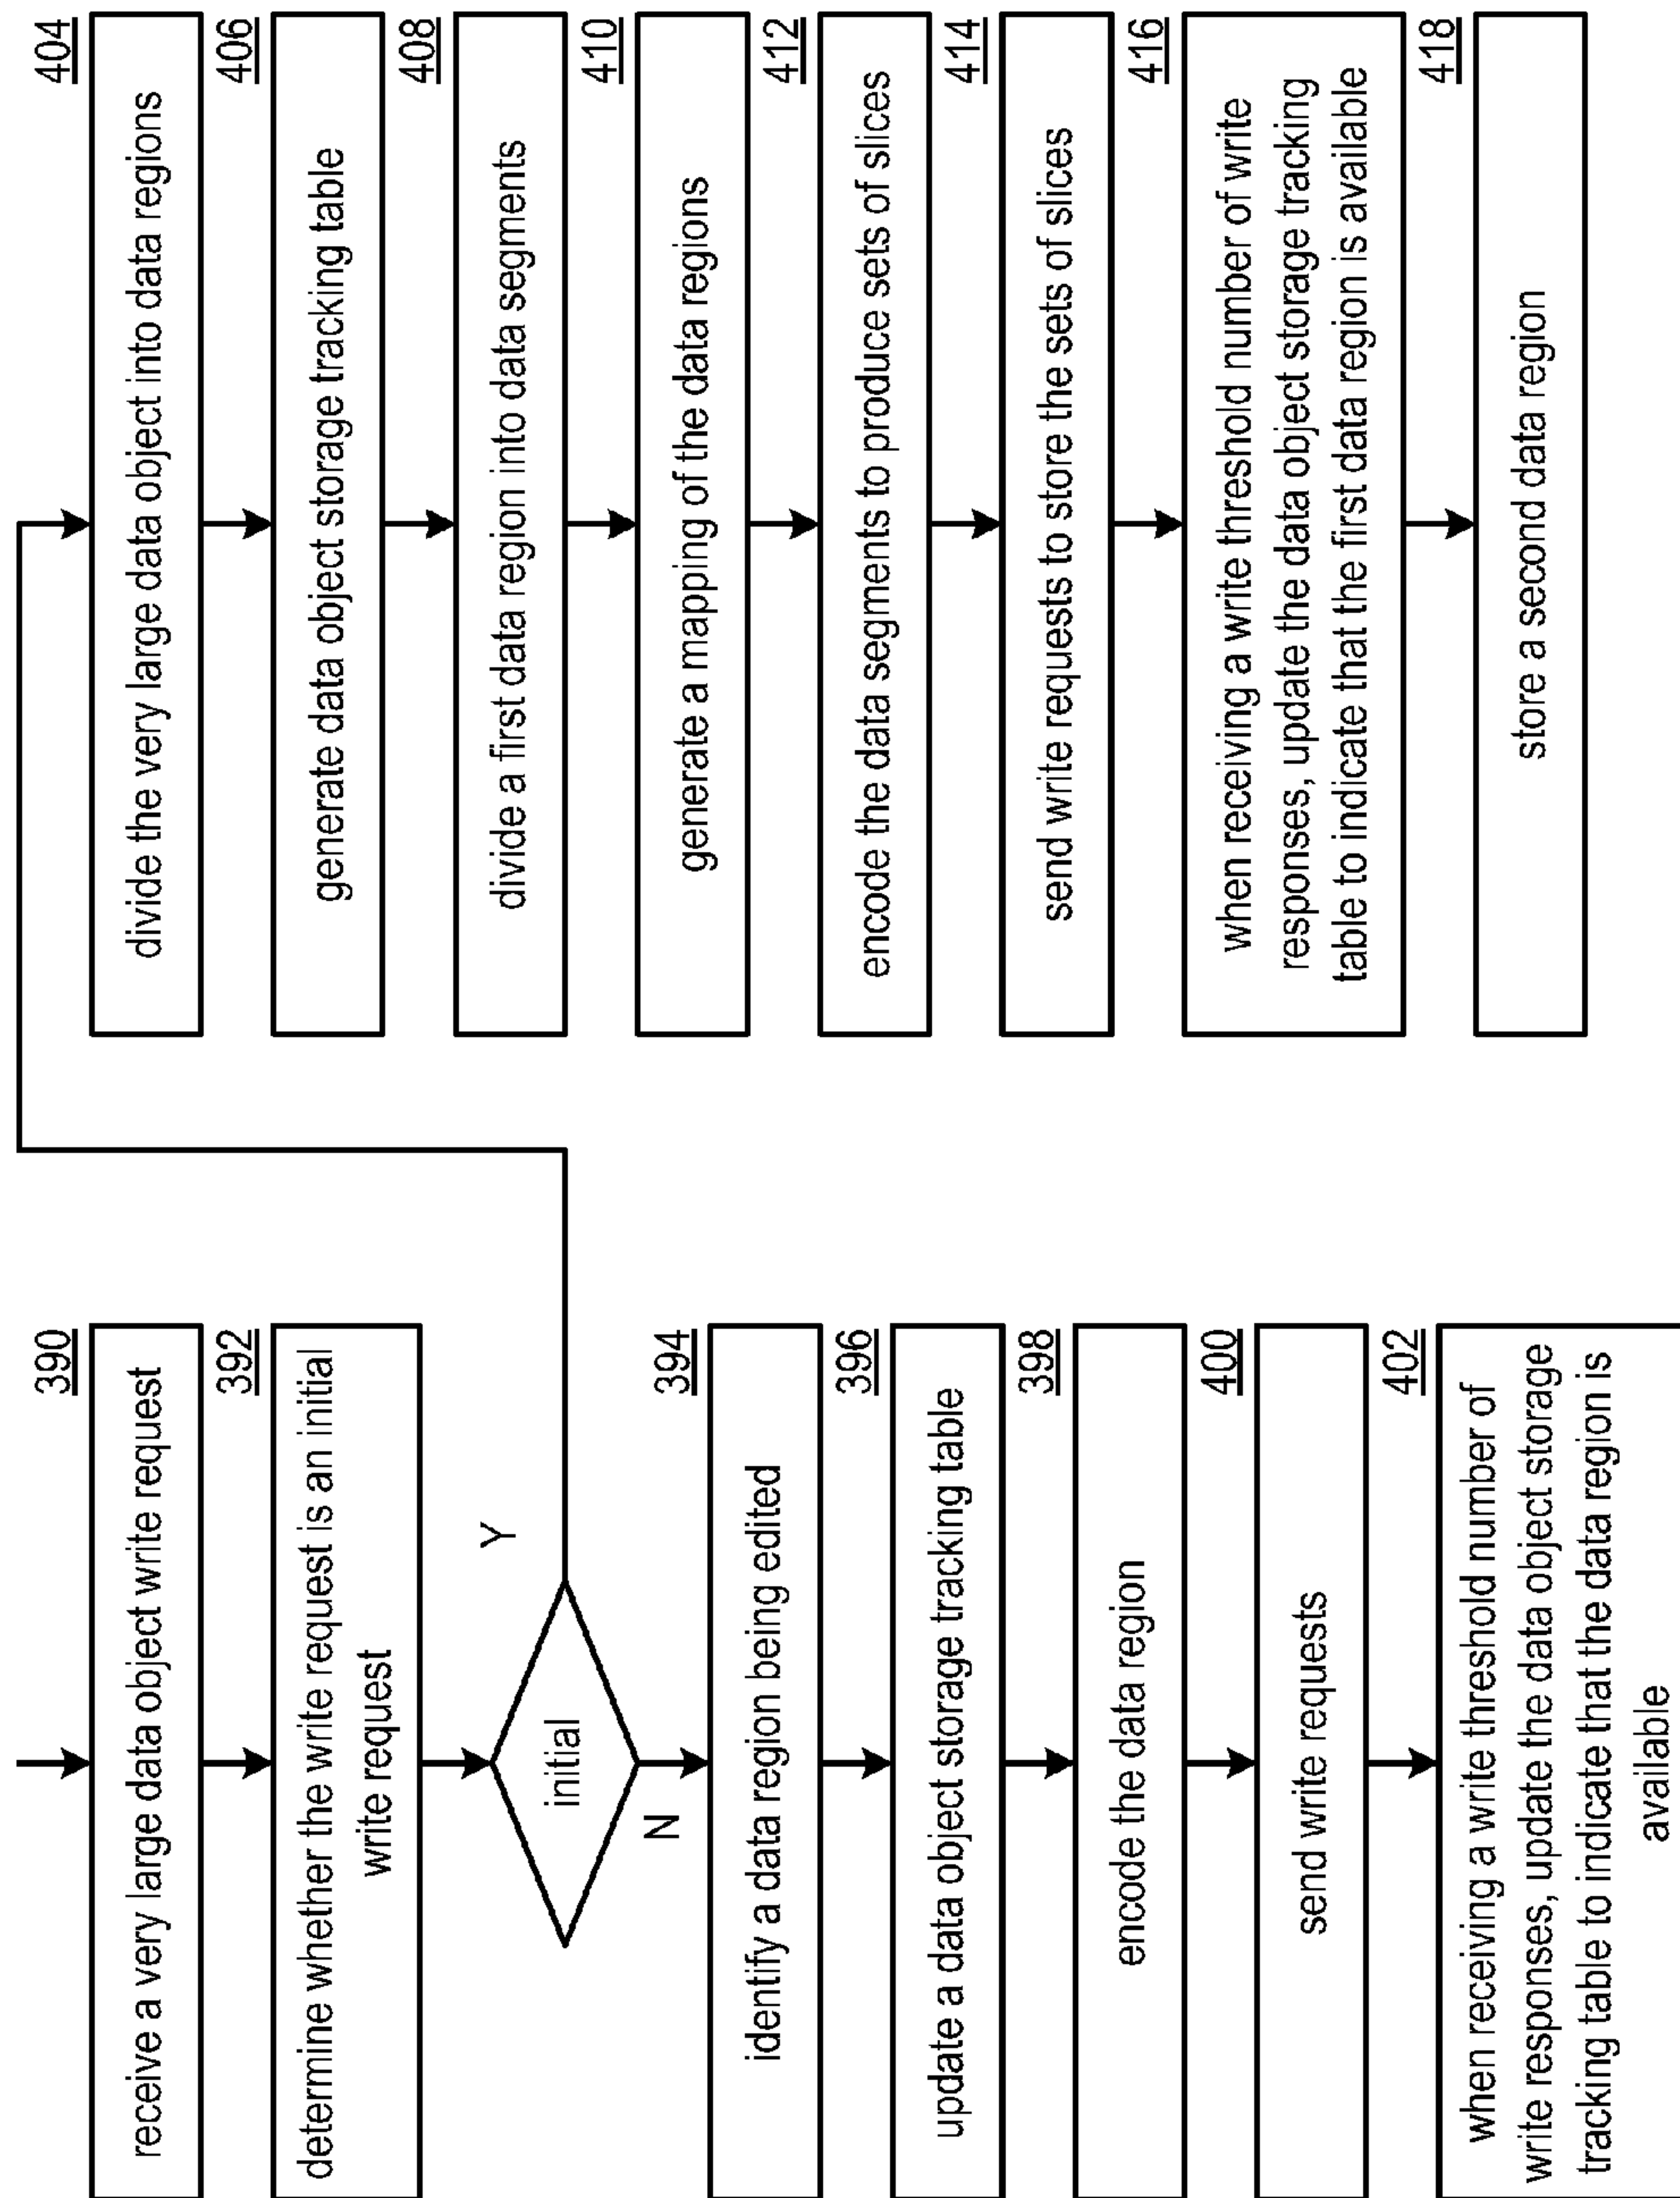 390
receive a very large data object write request
392
determine whether the write request is an initial
write request
initial
Y
N
394
identify a data region being edited
396
update a data object storage tracking table
398
encode the data region
400
send write requests
402
when receiving a write threshold number of
write responses, update the data object storage
tracking table to indicate that the data region is
available
404
divide the very large data object into data regions
406
generate data object storage tracking table
408
divide a first data region into data segments
410
generate a mapping of the data regions
412
encode the data segments to produce sets of slices
414
send write requests to store the sets of slices
416
when receiving a write threshold number of write
responses, update the data object storage tracking
table to indicate that the first data region is available
418
store a second data region